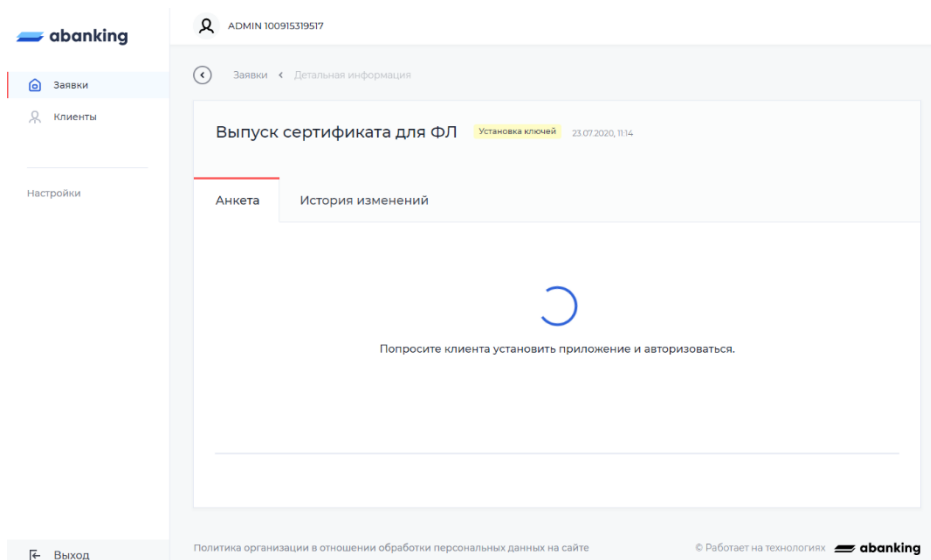 abanking
ADMIN 100915319517
Заявки
Клиенты
Настройки
Выход
Заявки Детальная информация
Выпуск сертификата для ФЛ Установка ключей 23.07.2020, 11:14
Анкета История изменений
Попросите клиента установить приложение и авторизоваться.
Политика организации в отношении обработки персональных данных на сайте © Работает на технологиях abanking